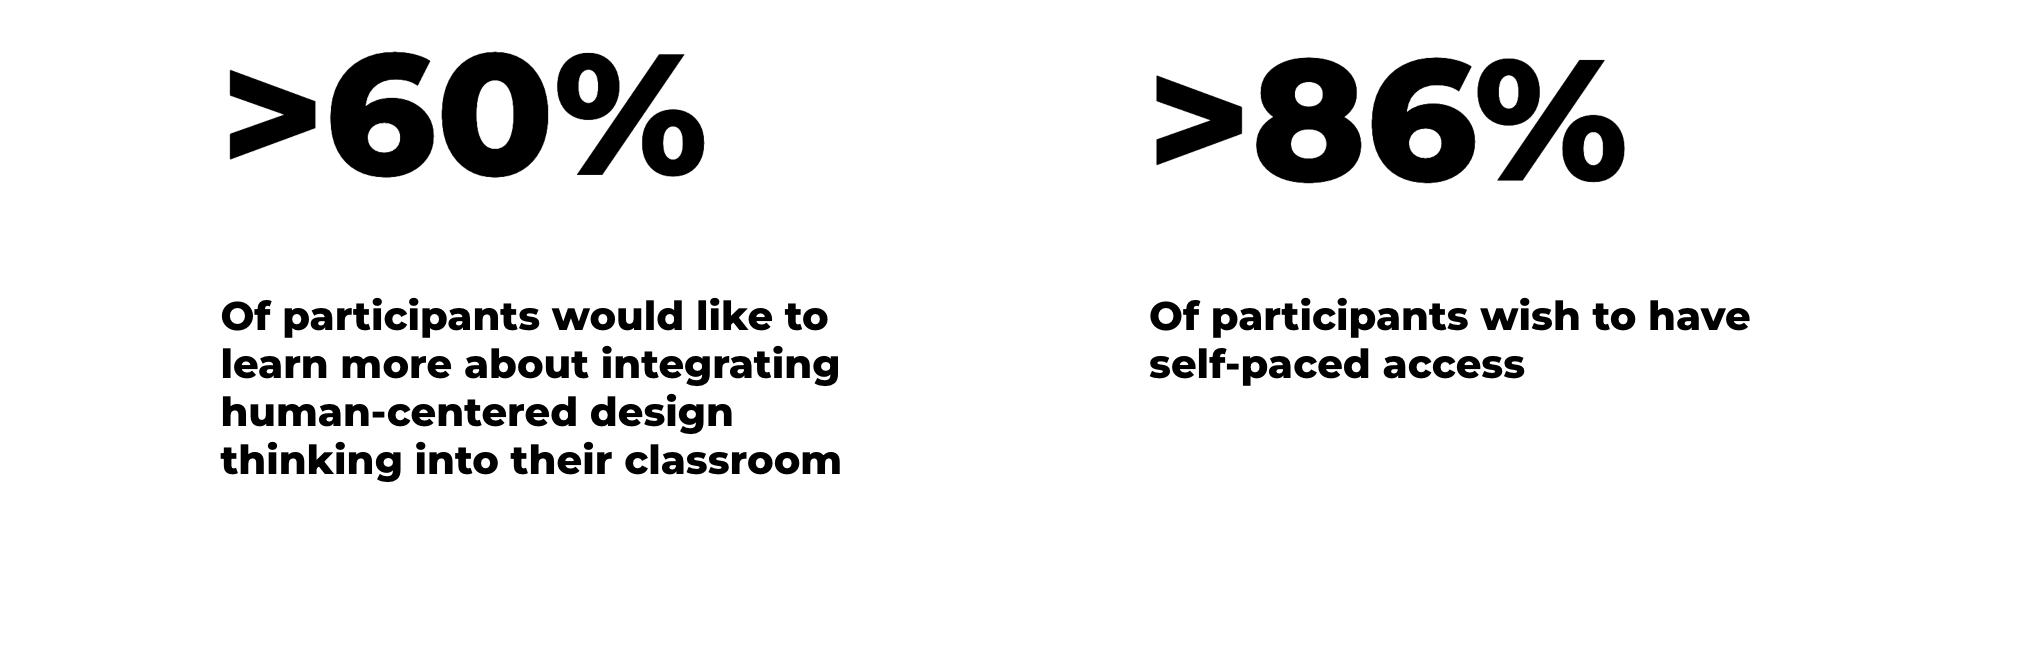 >60%
Of participants would like to
learn more about integrating
human-centered design
thinking into their classroom
>86%
Of participants wish to have
self-paced access